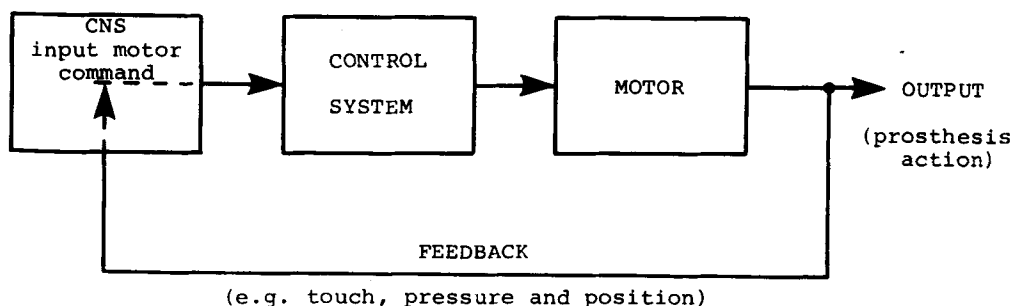 CNS
input motor
command
CONTROL
SYSTEM
MOTOR
OUTPUT
(prosthesis
action)
FEEDBACK
(e.g. touch, pressure and position)